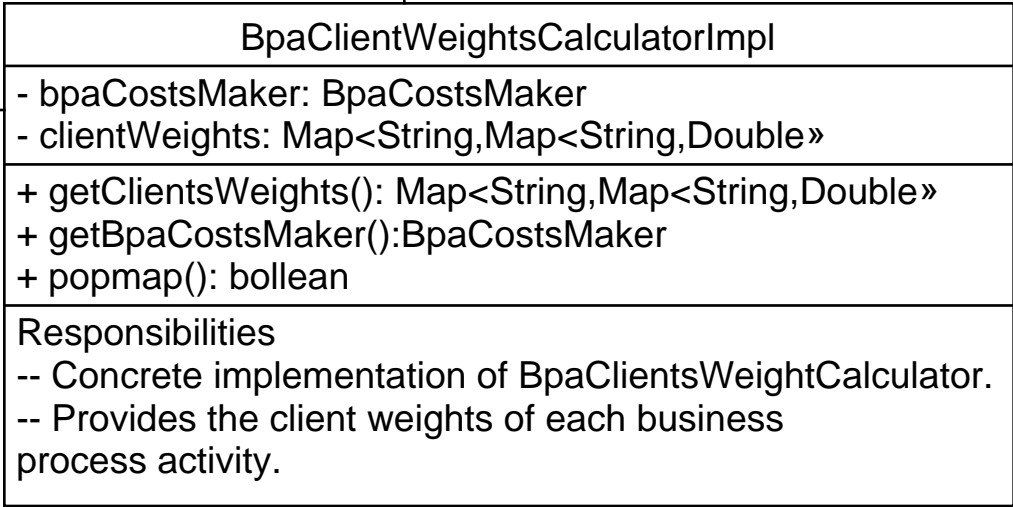 BpaClientWeightsCalculatorImpl
- bpaCostsMaker: BpaCostsMaker
- clientWeights: Map<String,Map<String,Double»
+ getClientsWeights(): Map<String,Map<String,Double»
+ getBpaCostsMaker():BpaCostsMaker
+ popmap(): bollean
Responsibilities
-- Concrete implementation of BpaClientsWeightCalculator.
-- Provides the client weights of each business
process activity.